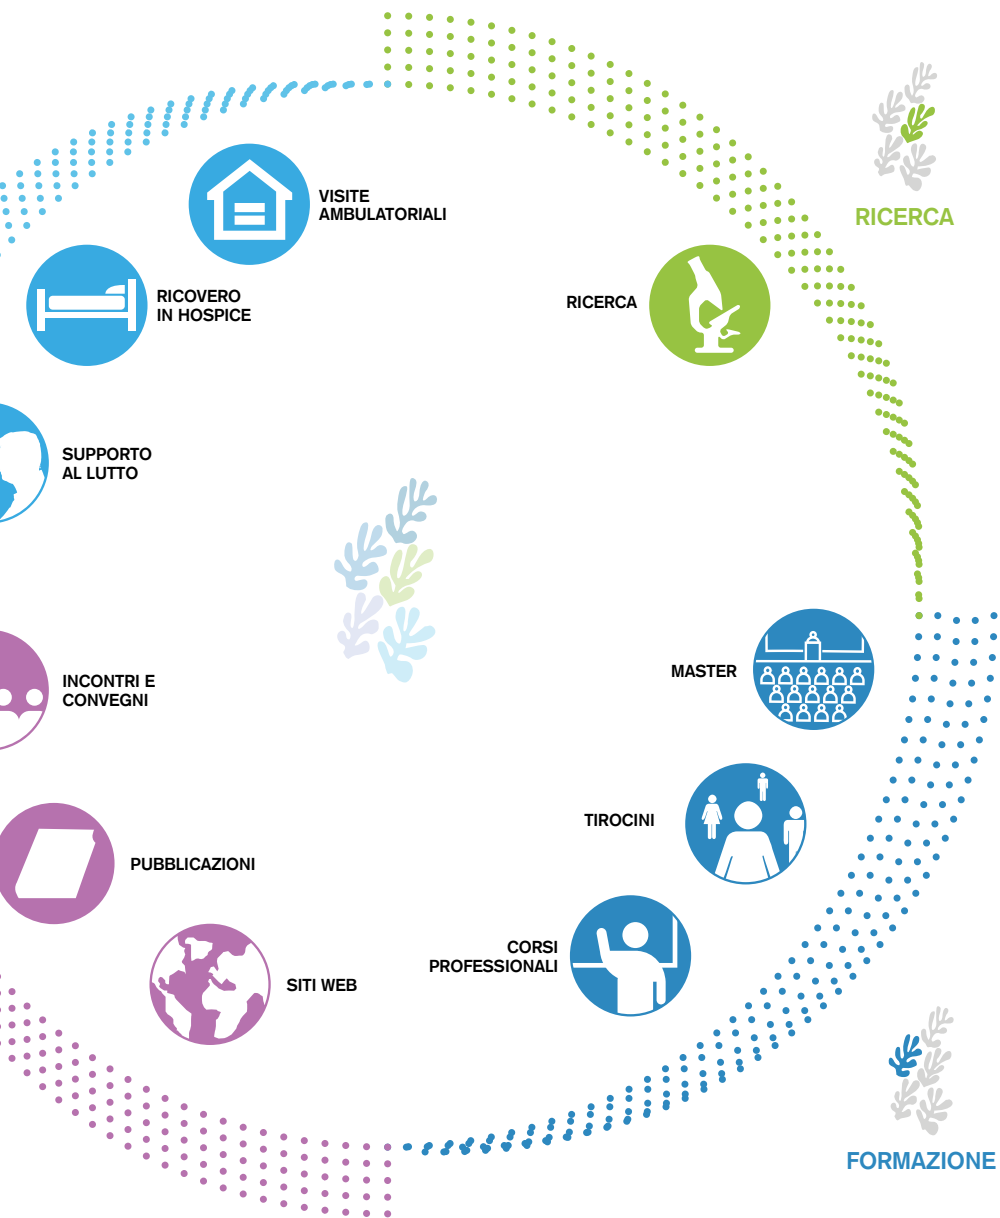 VISITE
AMBULATORIALI
RICERCA
RICOVERO
IN HOSPICE
RICERCA
SUPPORTO
AL LUTTO
MASTER
INCONTRI E
CONVEGNI
TIROCINI
PUBBLICAZIONI
CORSI
PROFESSIONALI
SITI WEB
FORMAZIONE